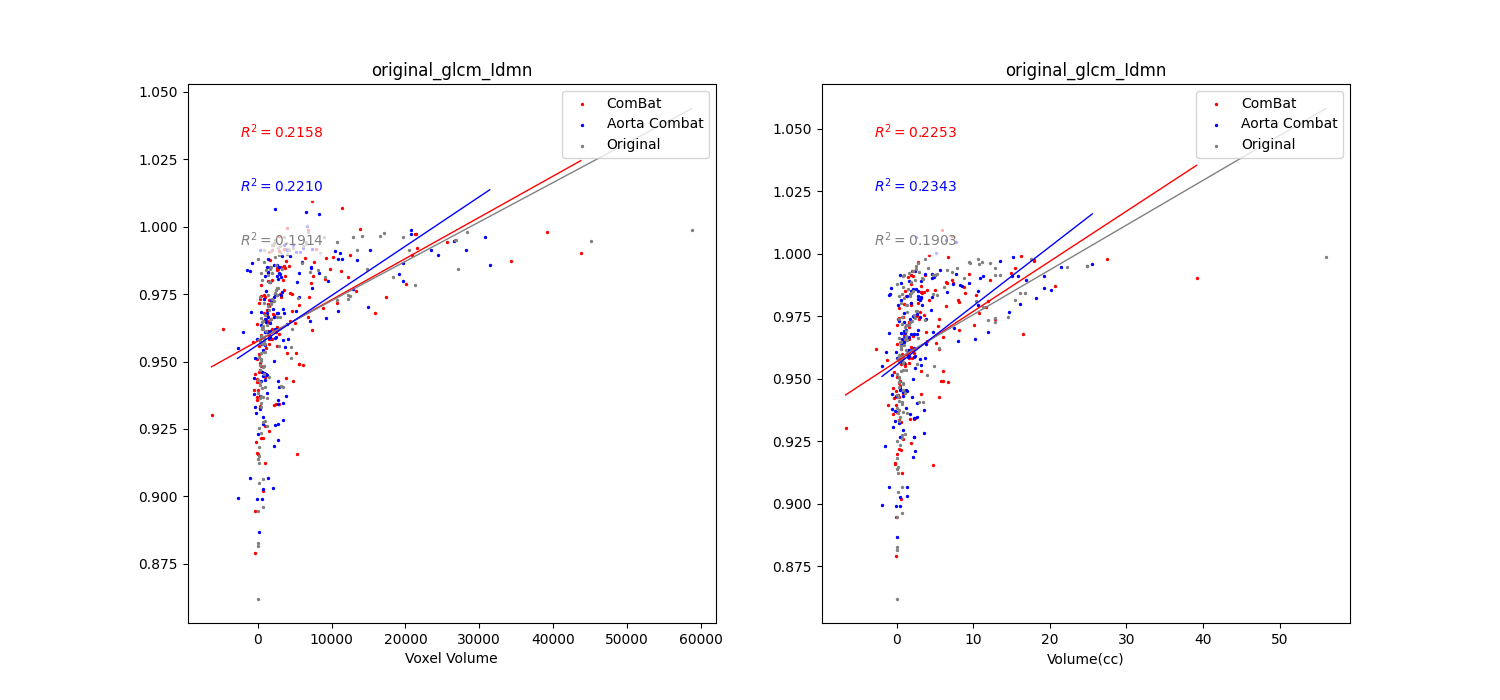 original_glcm_Idmn
1.050
1.025
1.000
0.975
0.950
0.925
0.900
0.875
R² = 0.2158
R² = 0.2210
R² = 0.1914
ComBat
Aorta Combat
Original
0 10000 20000 30000 40000 50000 60000
Voxel Volume
original_glcm_Idmn
1.050
1.025
1.000
0.975
0.950
0.925
0.900
0.875
R² = 0.2253
R² = 0.2343
R² = 0.1903
ComBat
Aorta Combat
Original
0 10 20 30 40 50
Volume(cc)